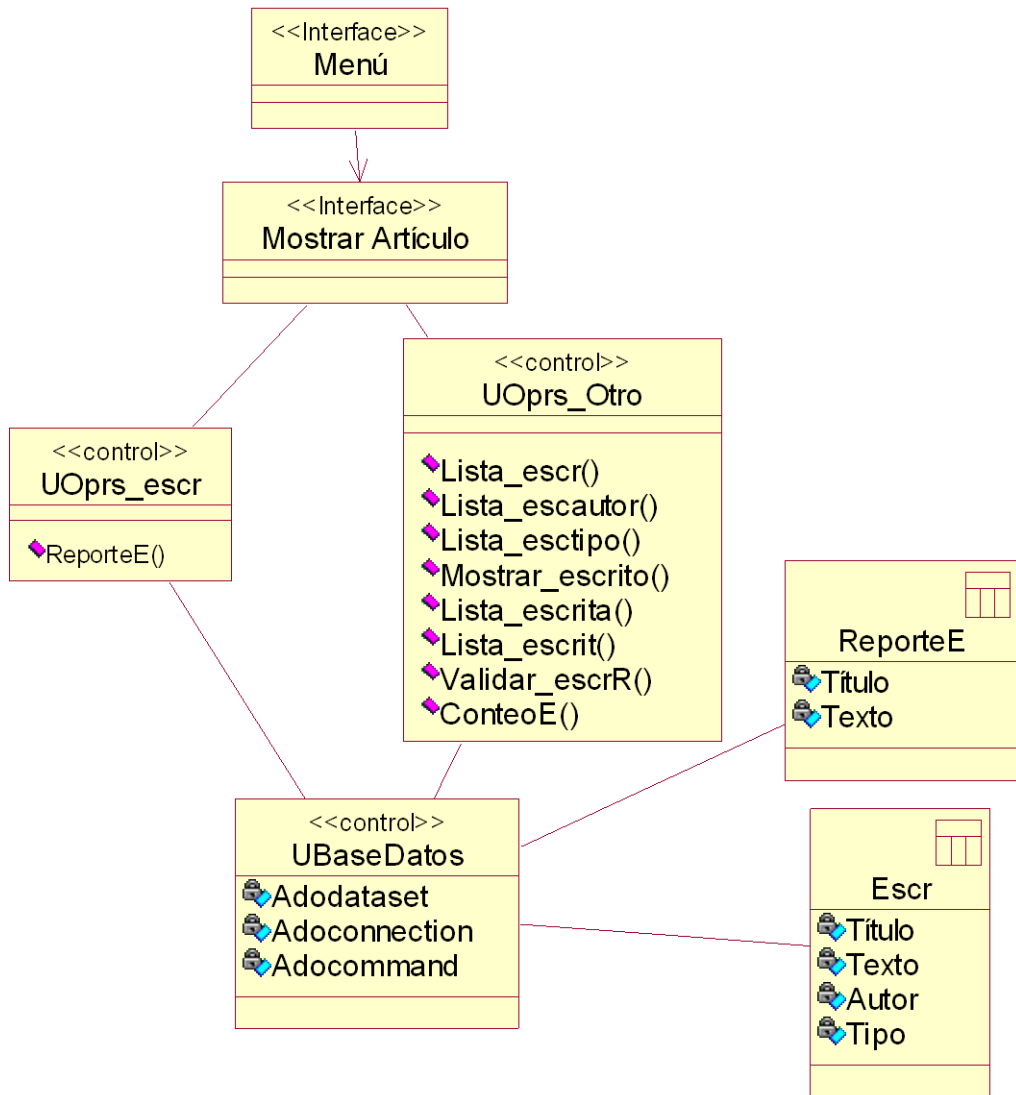 <<Interface>>
Menú
<<Interface>>
Mostrar Artículo
<<control>>
UOprs_Otro
Lista_escr()
Lista_escautor()
Lista_esctipo()
Mostrar_escrito()
Lista_escrita()
Lista_escrit()
Validar_escrR()
ConteoE()
<<control>>
UOprs_escr
ReporteE()
ReporteE
Título
Texto
<<control>>
UBaseDatos
Adodataset
Adoconnection
Adocommand
Escr
Título
Texto
Autor
Tipo